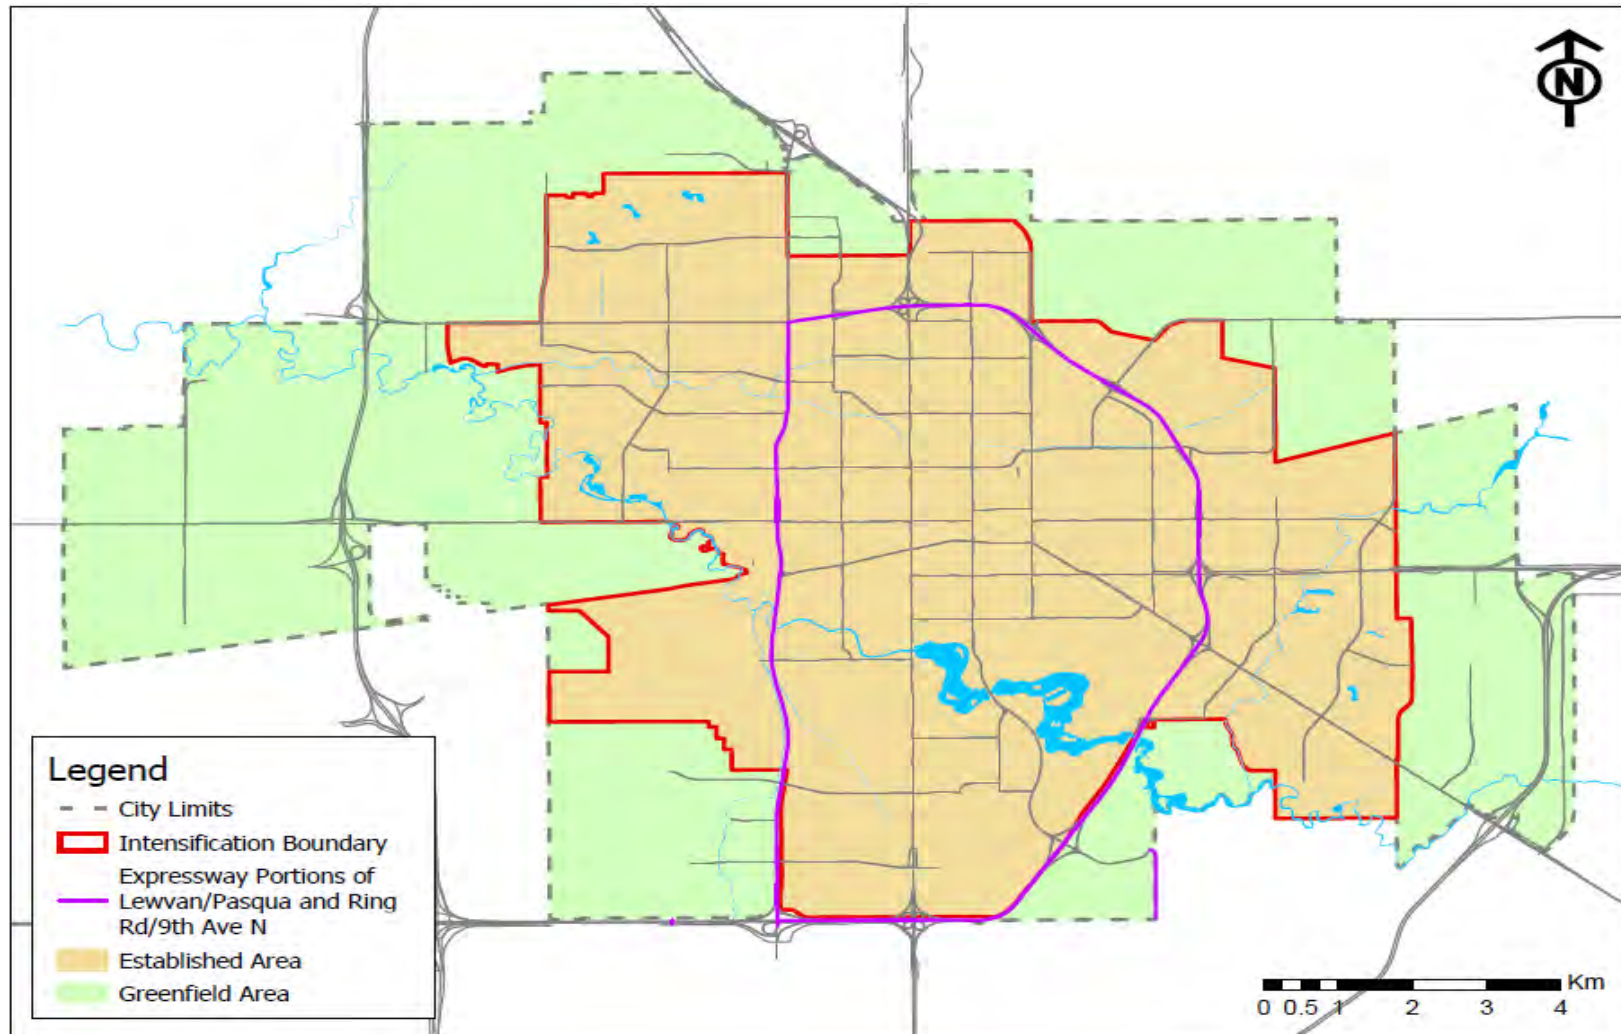 N
Legend
City Limits
Intensification Boundary
Expressway Portions of
Lewvan/Pasqua and Ring
Rd/9th Ave N
Established Area
Greenfield Area
Km
0 0.5 1 2 3 4